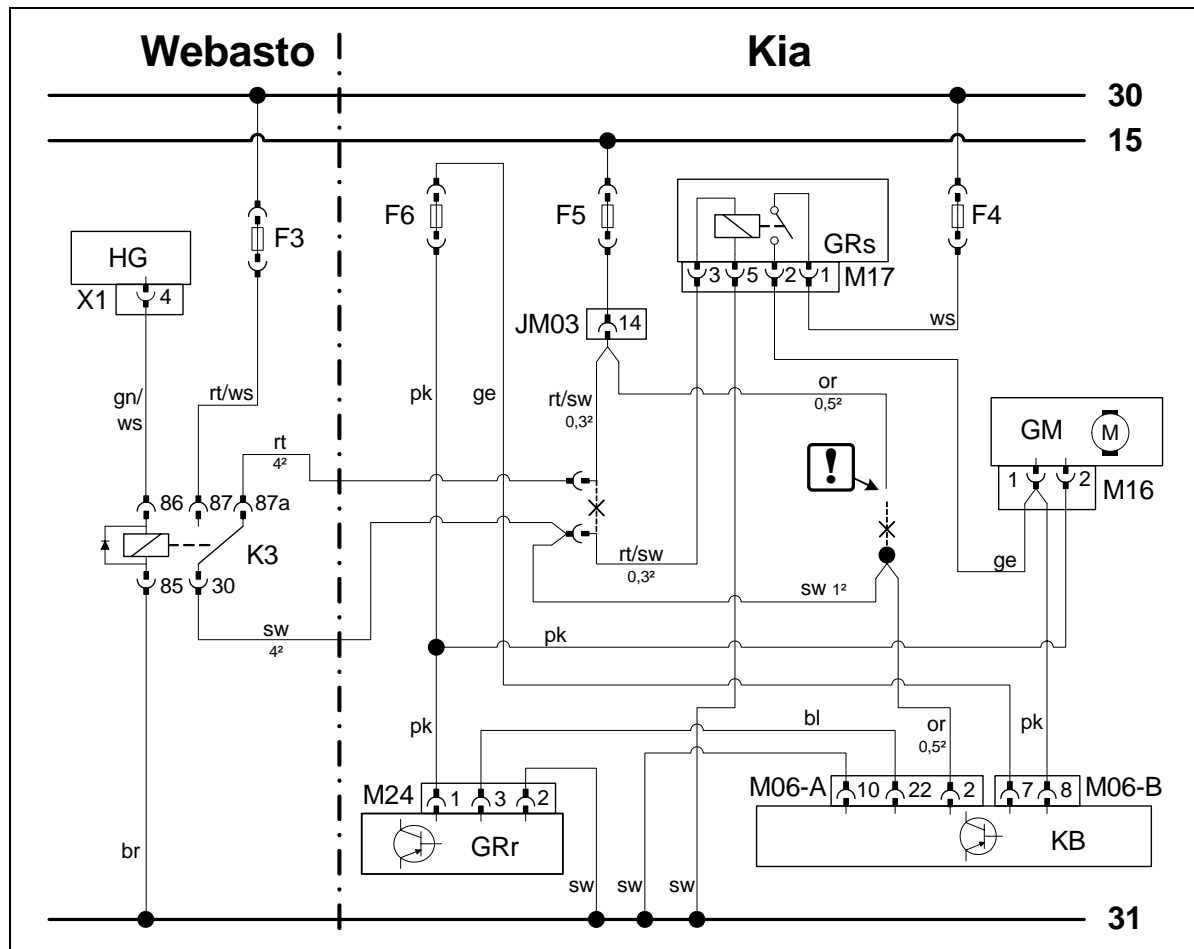 Webasto
Kia
30
15
F3
F6
F5
F4
GRs
HG
X1
4
3
5
2
1
M17
ws
JM03
14
gn/
ws
rt/ws
pk
ge
rt/sw
0,3²
or
0,5²
GM
M
1
2
M16
rt
4²
!
86
87
87a
K3
85
30
rt/sw
0,3²
ge
sw 1²
sw
4²
pk
pk
bl
or
0,5²
pk
M24
1
3
2
M06-A
10
22
2
7
8
M06-B
GRr
KB
br
sw
sw
sw
31